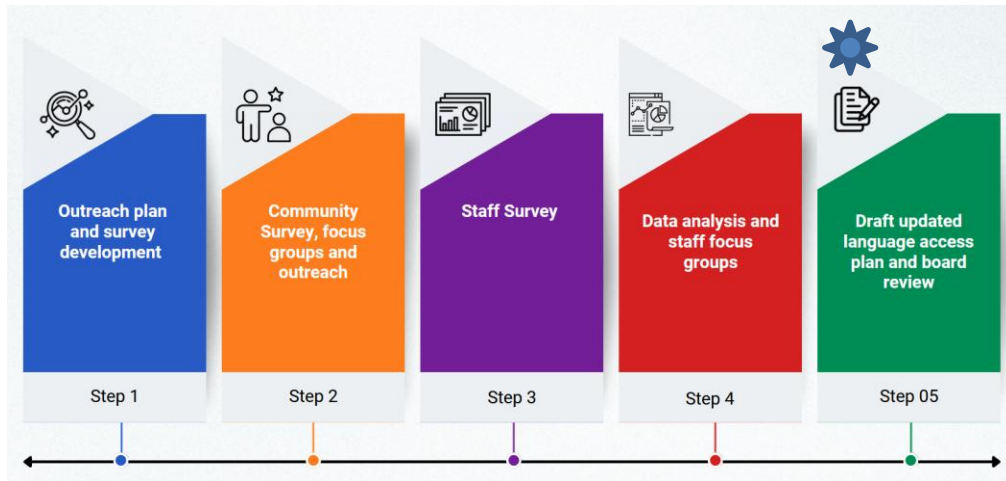 Outreach plan
and survey
development
Step 1
Community
Survey, focus
groups and
outreach
Step 2
Staff Survey
Step 3
Data analysis and
staff focus
groups
Step 4
Draft updated
language access
plan and board
review
Step 05